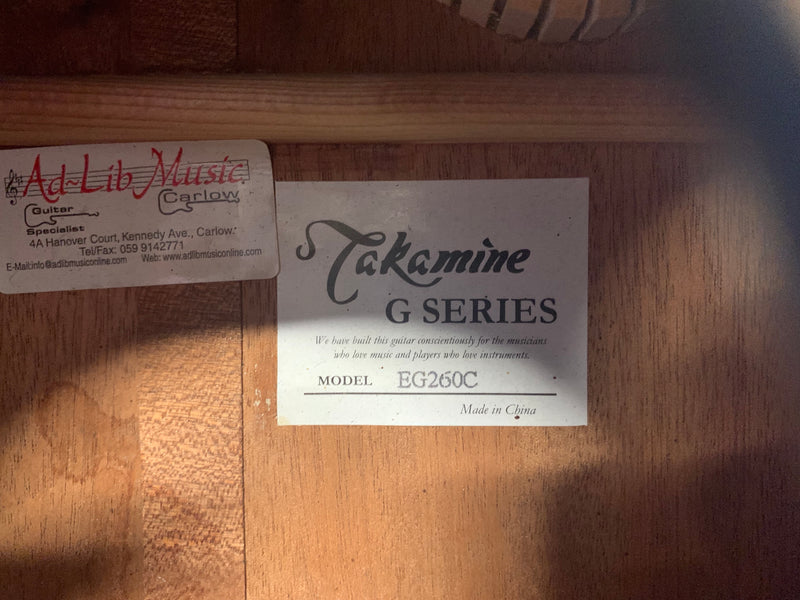 Ad~Lib Music
Carlow
Guitar
Specialist
4A Hanover Court, Kennedy Ave., Carlow.
Tel/Fax: 059 9142771
E-Mail:info@adlibmusiconline.com Web: www.adlibmusiconline.com
Takamine
G SERIES
We have built this guitar conscientiously for the musicians
who love music and players who love instruments.
MODEL EG260C
Made in China